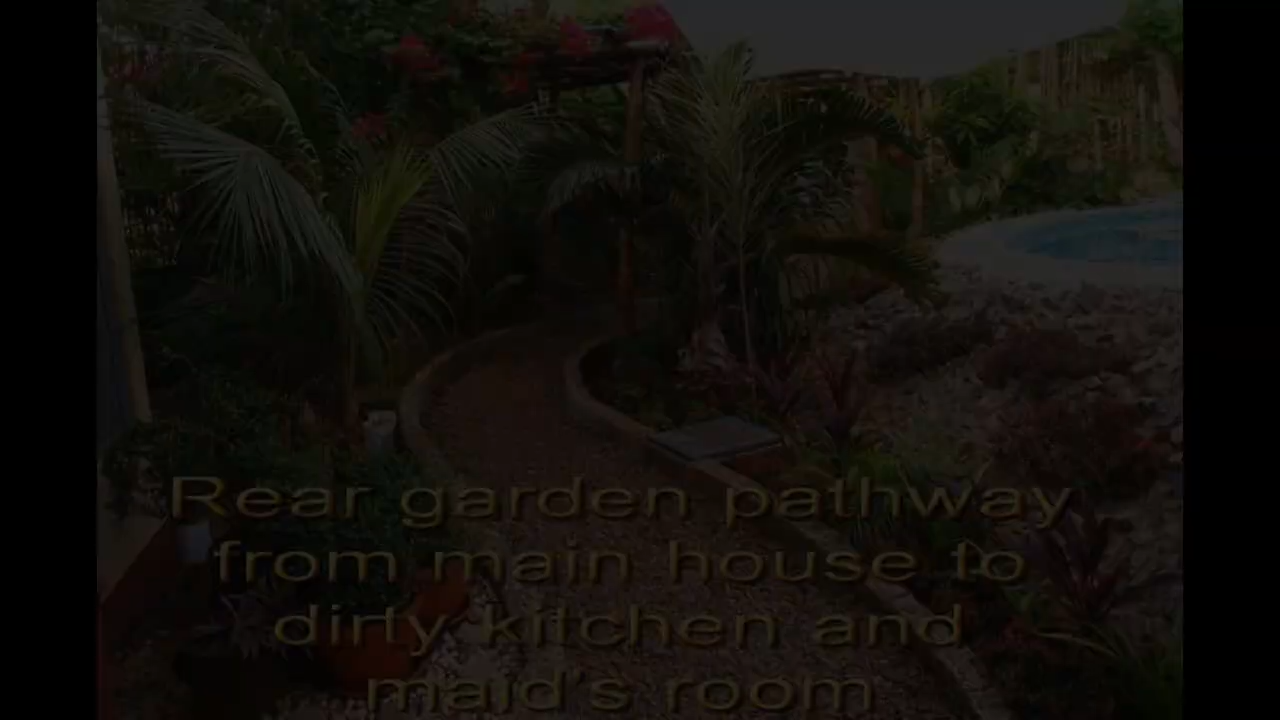 Rear garden pathway
from main house to
dirty kitchen and
maid's room